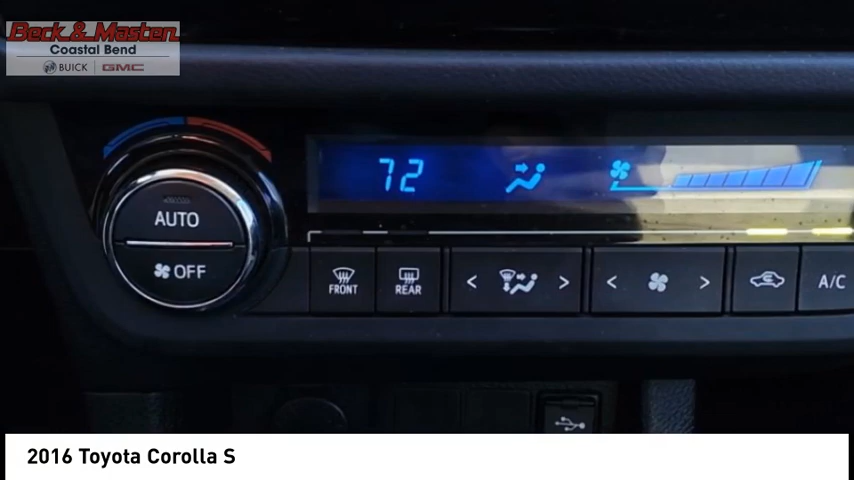 Beck & Masten
Coastal Bend
BUICK | GMC
72
AUTO
OFF
FRONT
REAR
< >
< >
A/C
2016 Toyota Corolla S